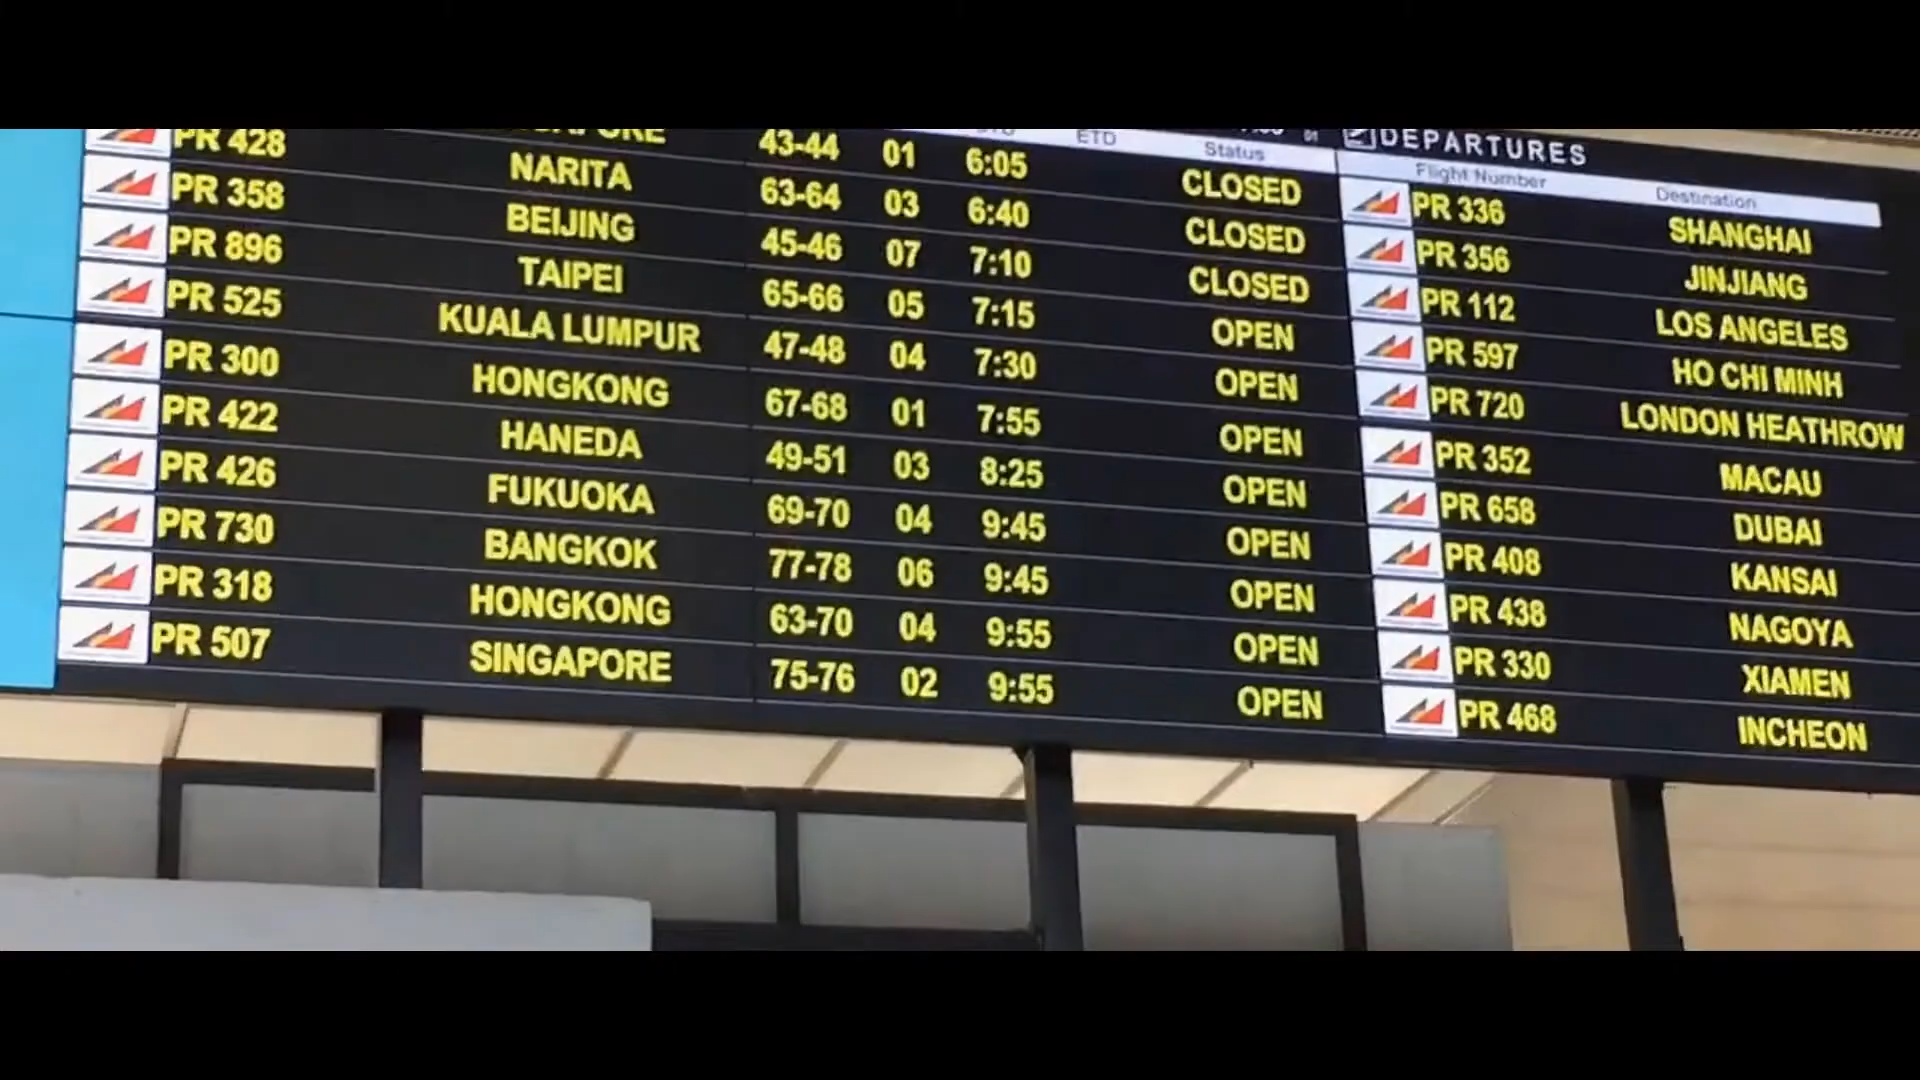 ETD Status
43-44 01 6:05 CLOSED
PR 428 NARITA 63-64 03 6:40 CLOSED
PR 358 BEIJING 45-46 07 7:10 CLOSED
PR 896 TAIPEI 65-66 05 7:15 OPEN
PR 525 KUALA LUMPUR 47-48 04 7:30 OPEN
PR 300 HONGKONG 67-68 01 7:55 OPEN
PR 422 HANEDA 49-51 03 8:25 OPEN
PR 426 FUKUOKA 69-70 04 9:45 OPEN
PR 730 BANGKOK 77-78 06 9:45 OPEN
PR 318 HONGKONG 63-70 04 9:55 OPEN
PR 507 SINGAPORE 75-76 02 9:55 OPEN
DEPARTURES
Flight Number Destination
PR 336 SHANGHAI
PR 356 JINJIANG
PR 112 LOS ANGELES
PR 597 HO CHI MINH
PR 720 LONDON HEATHROW
PR 352 MACAU
PR 658 DUBAI
PR 408 KANSAI
PR 438 NAGOYA
PR 330 XIAMEN
PR 468 INCHEON